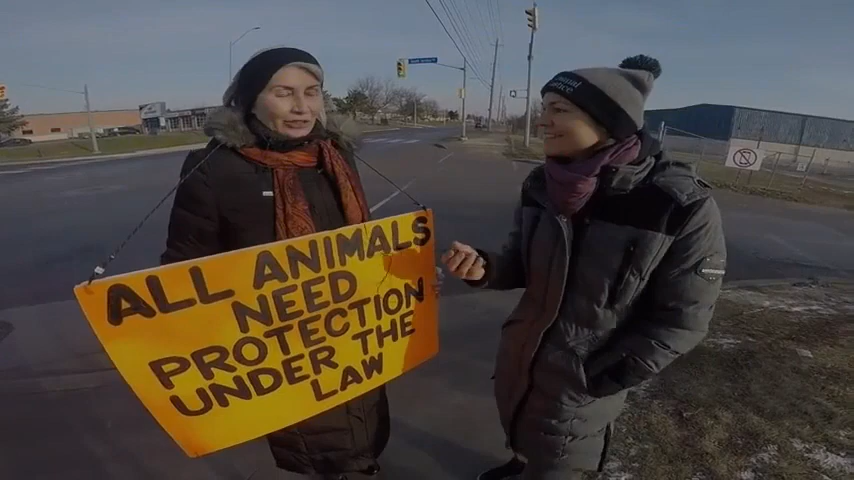 ALL ANIMALS
NEED
PROTECTION
UNDER THE
LAW